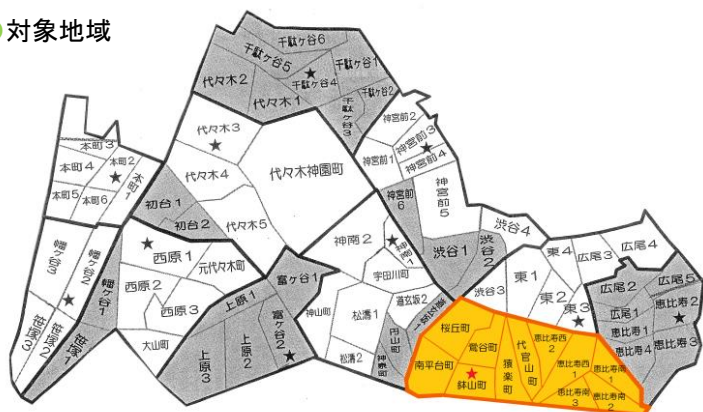 対象地域
千駄ヶ谷6
千駄ヶ谷5
千駄ヶ谷1
千駄ヶ谷4
千駄ヶ谷2
代々木2
代々木1
千駄ヶ谷3
代々木3
神宮前2
神宮前3
神宮前1
神宮前4
本町3
本町2
本町4
本町1
本町5
本町6
代々木4
代々木神園町
初台1
初台2
代々木5
神宮前6
神宮前5
渋谷4
幡ヶ谷3
幡ヶ谷2
幡ヶ谷1
西原1
西原2
西原3
元代々木町
神南2
神南1
渋谷1
渋谷2
東4
広尾3
広尾4
富ヶ谷1
宇田川町
東1
東2
東3
広尾2
広尾5
笹塚3
笹塚2
笹塚1
大山町
上原1
上原2
上原3
富ヶ谷2
神山町
松濤1
松濤2
道玄坂2
道玄坂1
円山町
神泉町
渋谷3
広尾1
恵比寿2
恵比寿1
恵比寿4
恵比寿3
桜丘町
南平台町
鶯谷町
鉢山町
猿楽町
代官山町
恵比寿西2
恵比寿西1
恵比寿南1
恵比寿南3
恵比寿南2